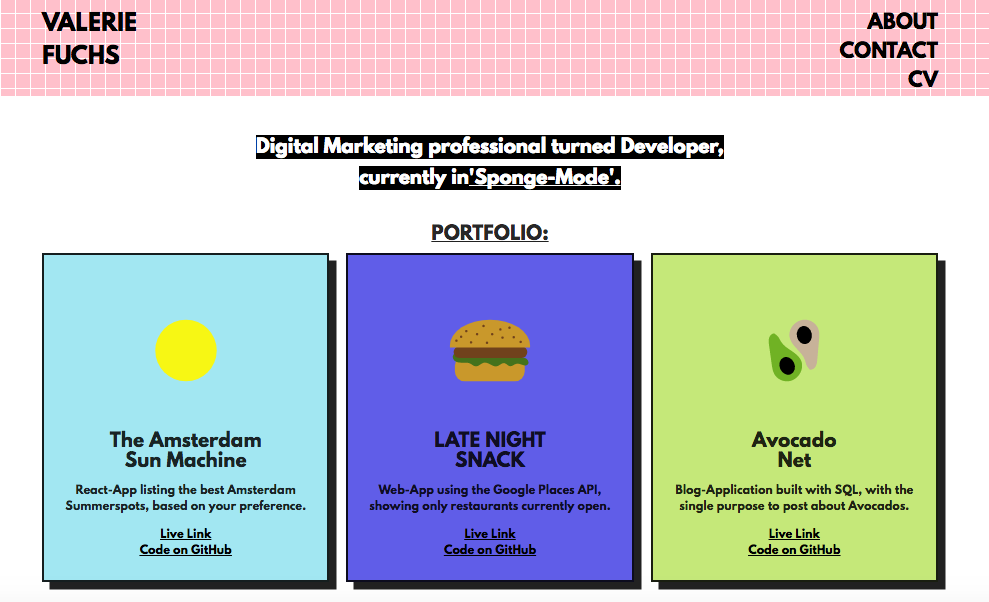 VALERIE
FUCHS
ABOUT
CONTACT
CV
Digital Marketing professional turned Developer,
currently in'Sponge-Mode'.
PORTFOLIO:
The Amsterdam
Sun Machine
React-App listing the best Amsterdam
Summerspots, based on your preference.
Live Link
Code on GitHub
LATE NIGHT
SNACK
Web-App using the Google Places API,
showing only restaurants currently open.
Live Link
Code on GitHub
Avocado
Net
Blog-Application built with SQL, with the
single purpose to post about Avocados.
Live Link
Code on GitHub